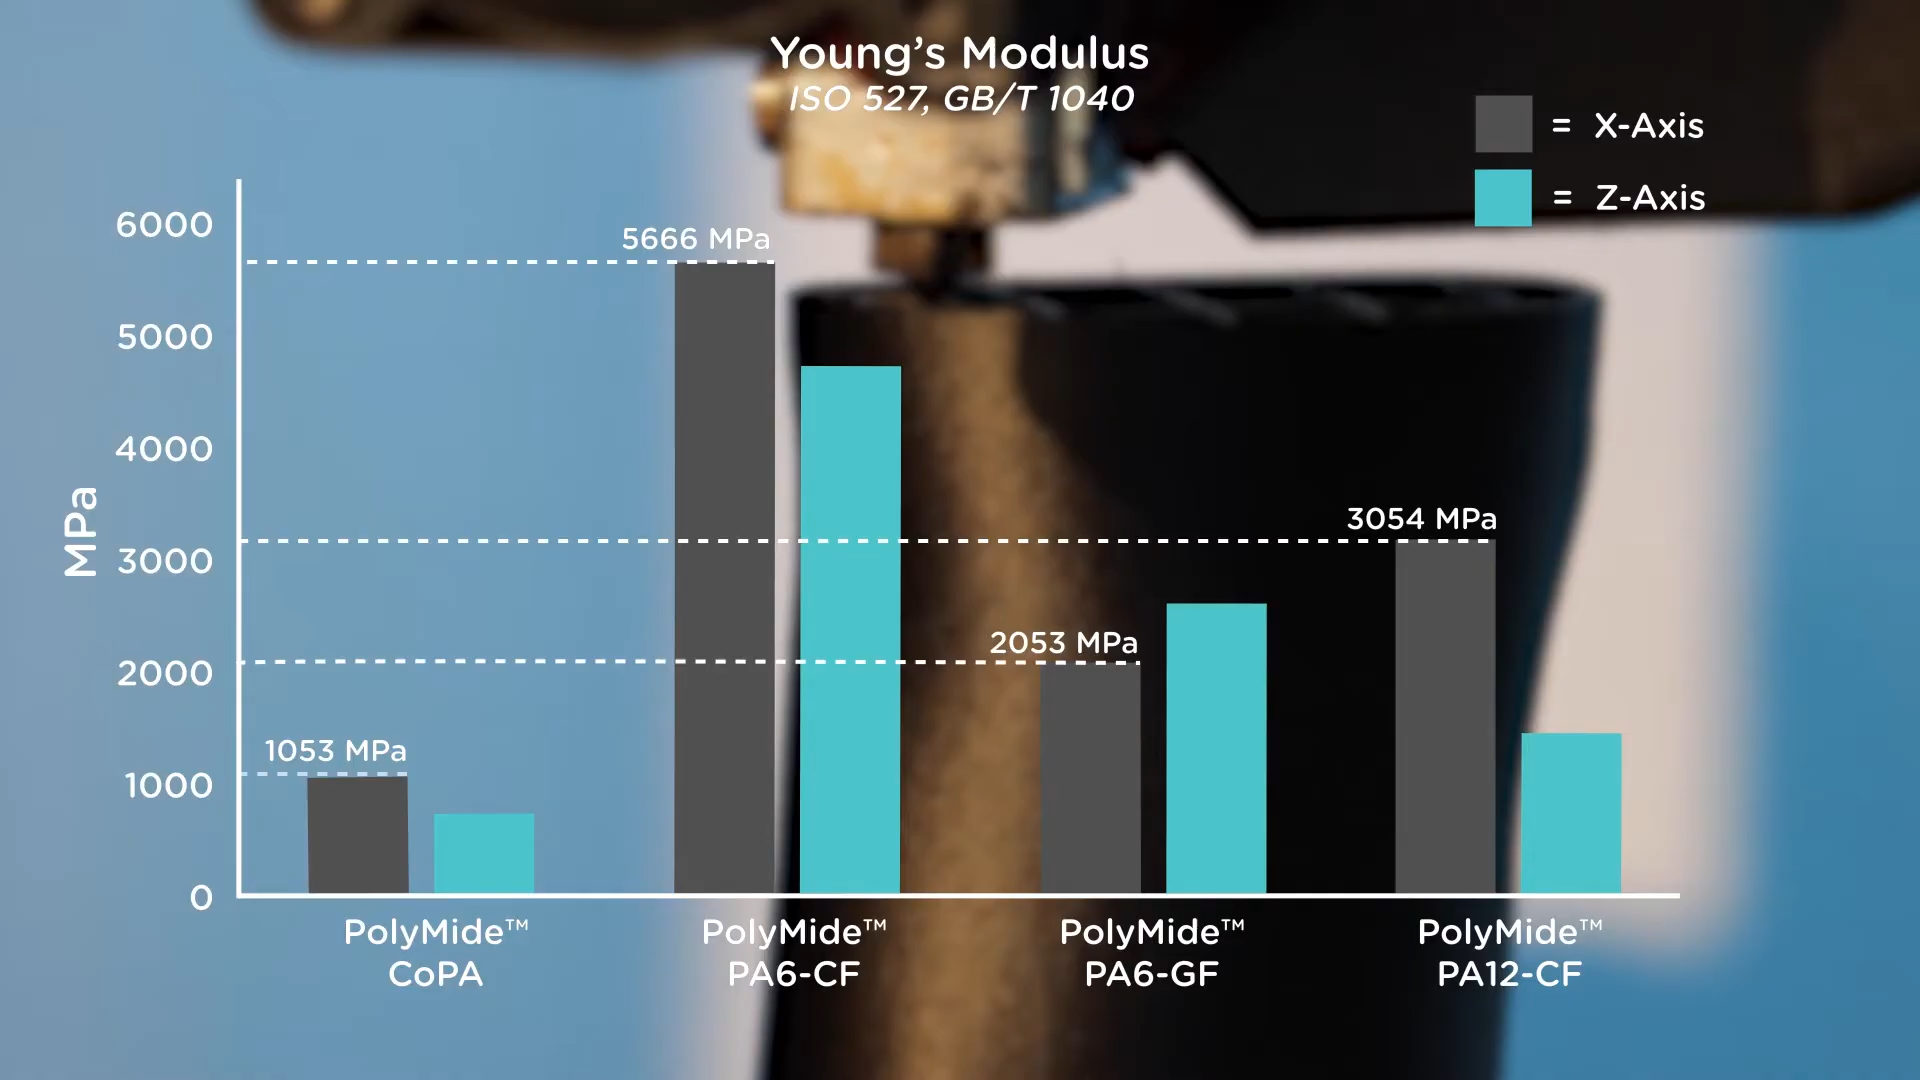 Young's Modulus
ISO 527, GB/T 1040
= X-Axis
= Z-Axis
MPa
6000
5000
4000
3000
2000
1000
0
1053 MPa
5666 MPa
2053 MPa
3054 MPa
PolyMide™
CoPA
PolyMide™
PA6-CF
PolyMide™
PA6-GF
PolyMide™
PA12-CF